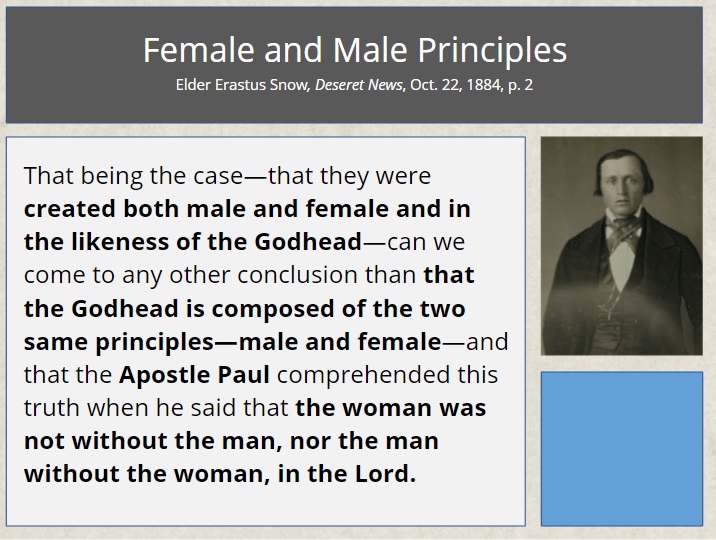 Female and Male Principles
Elder Erastus Snow, Deseret News, Oct. 22, 1884, p. 2
That being the case—that they were
created both male and female and in
the likeness of the Godhead—can we
come to any other conclusion than that
the Godhead is composed of the two
same principles—male and female—and
that the Apostle Paul comprehended this
truth when he said that the woman was
not without the man, nor the man
without the woman, in the Lord.